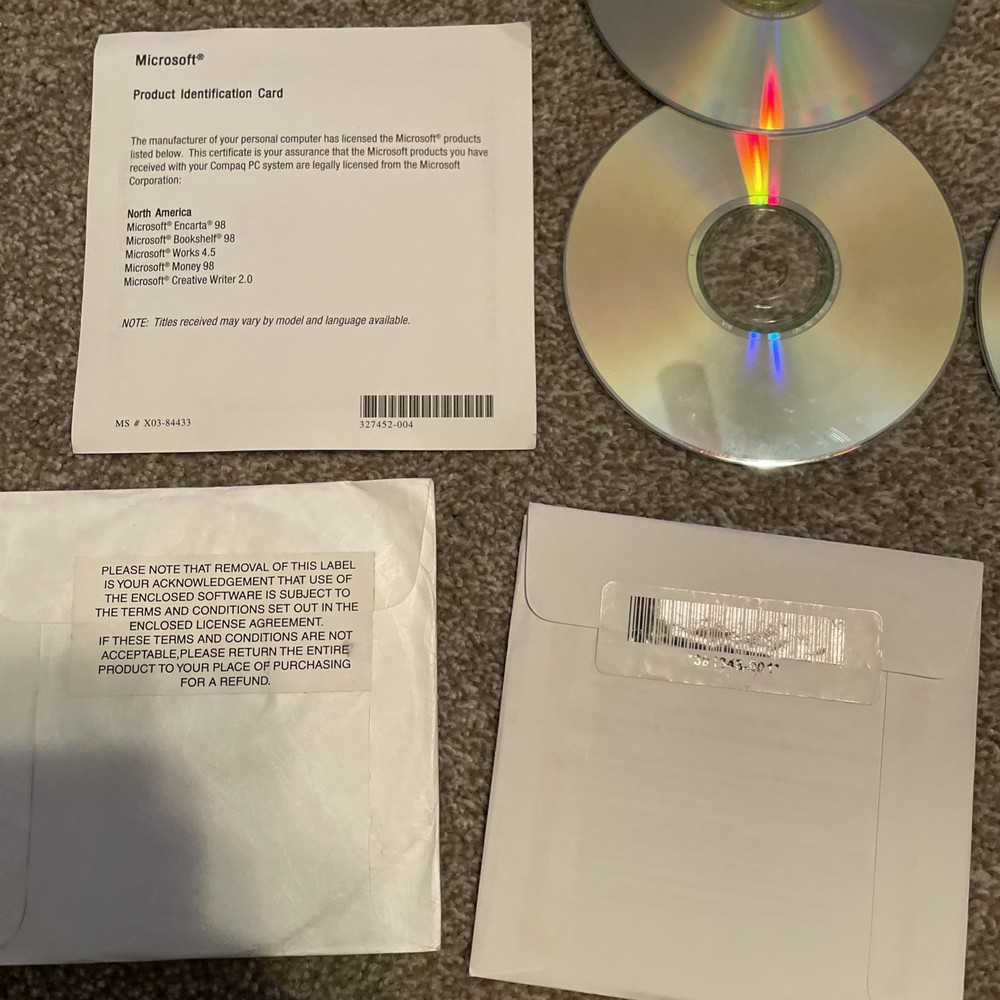 Microsoft®
Product Identification Card
The manufacturer of your personal computer has licensed the Microsoft® products
listed below. This certificate is your assurance that the Microsoft products you have
received with your Compaq PC system are legally licensed from the Microsoft
Corporation:
North America
Microsoft® Encarta® 98
Microsoft® Bookshelf® 98
Microsoft® Works 4.5
Microsoft® Money 98
Microsoft® Creative Writer 2.0
NOTE: Titles received may vary by model and language available.
MS # X03-84433
327452-004
PLEASE NOTE THAT REMOVAL OF THIS LABEL
IS YOUR ACKNOWLEDGEMENT THAT USE OF
THE ENCLOSED SOFTWARE IS SUBJECT TO
THE TERMS AND CONDITIONS SET OUT IN THE
ENCLOSED LICENSE AGREEMENT.
IF THESE TERMS AND CONDITIONS ARE NOT
ACCEPTABLE,PLEASE RETURN THE ENTIRE
PRODUCT TO YOUR PLACE OF PURCHASING
FOR A REFUND.